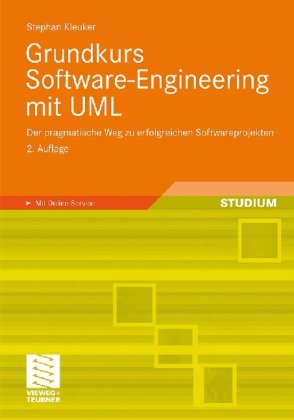 Stephan Kleuker
Grundkurs
Software-Engineering
mit UML
Der pragmatische Weg zu erfolgreichen Softwareprojekten
2. Auflage
Mit Online-Service
STUDIUM
VIEWEG+
TEUBNER